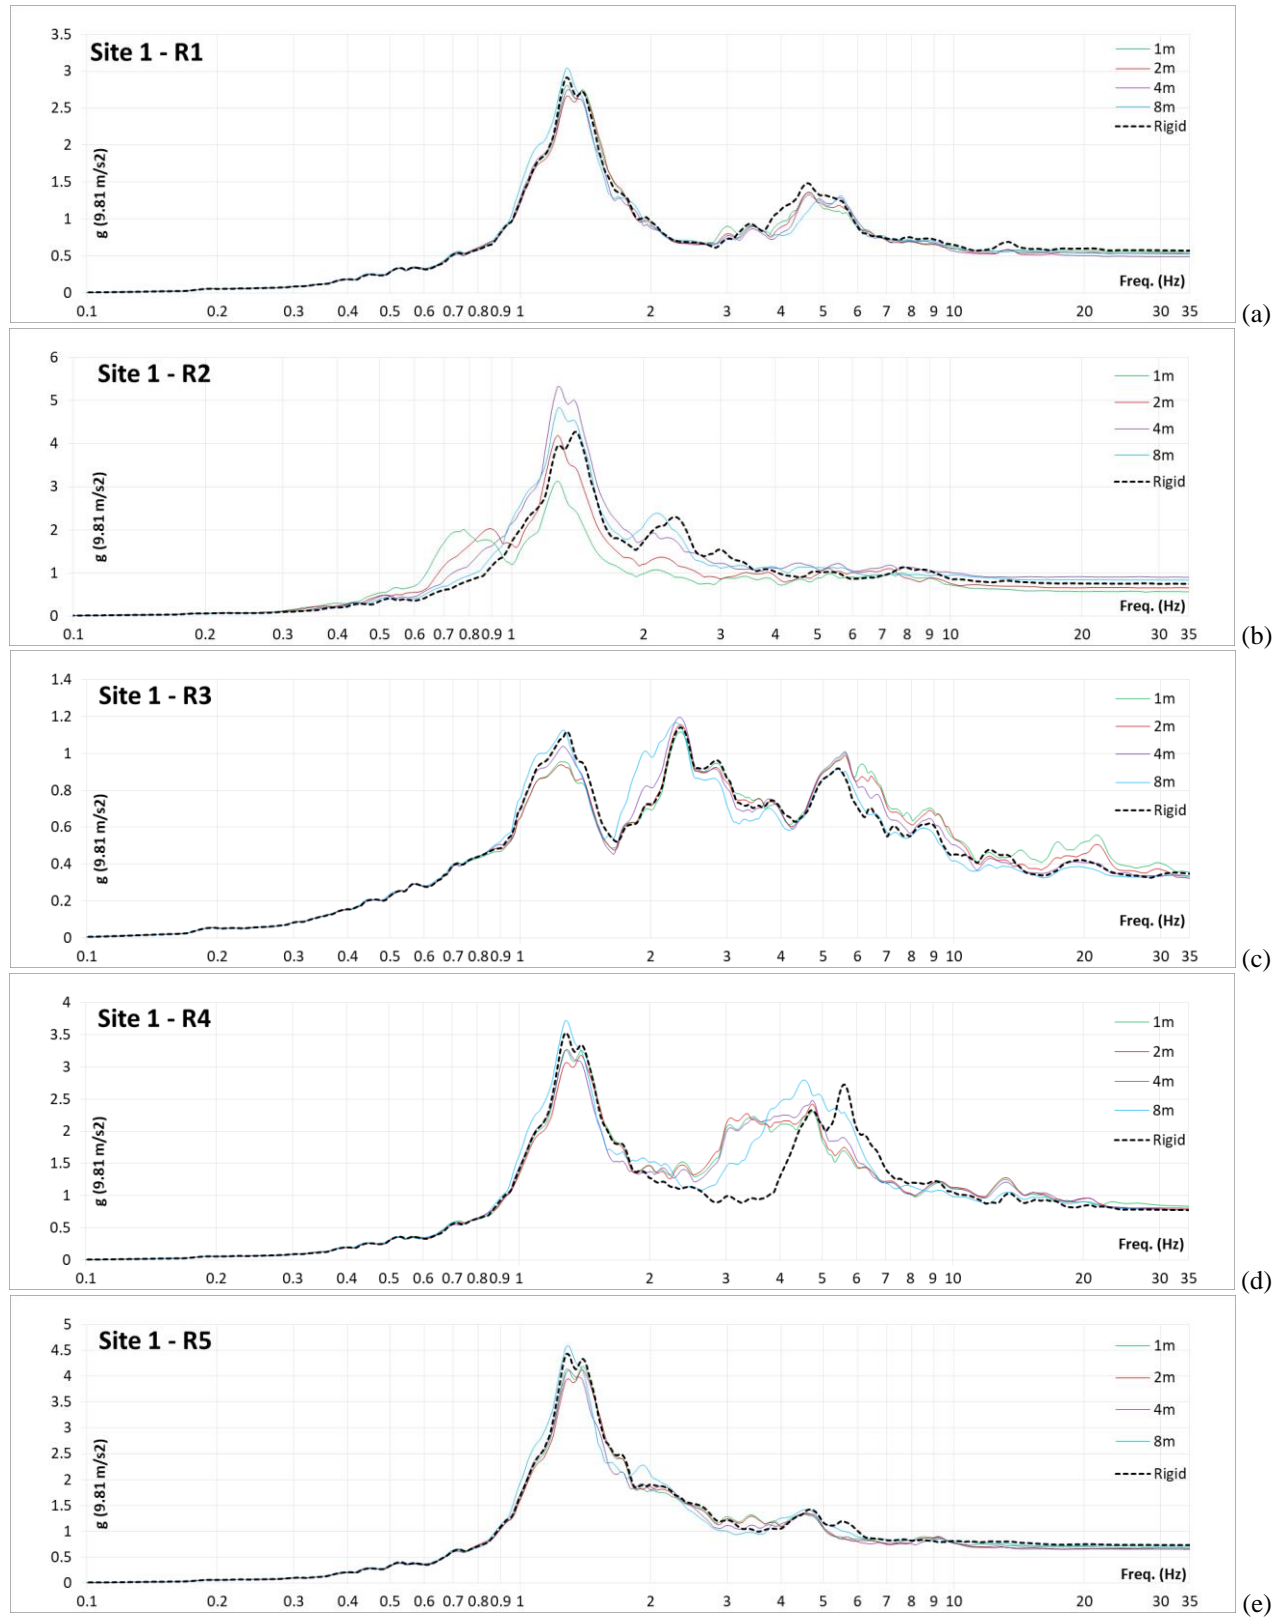 Site 1 - R1
3.5
3
2.5
2
1.5
1
0.5
0
g (9.81 m/s2)
1m
2m
4m
8m
Rigid
Freq. (Hz)
0.1 0.2 0.3 0.4 0.5 0.6 0.7 0.8 0.9 1 2 3 4 5 6 7 8 9 10 20 30 35
(a)
Site 1 - R2
6
5
4
3
2
1
0
g (9.81 m/s2)
1m
2m
4m
8m
Rigid
Freq. (Hz)
0.1 0.2 0.3 0.4 0.5 0.6 0.7 0.8 0.9 1 2 3 4 5 6 7 8 9 10 20 30 35
(b)
Site 1 - R3
1.4
1.2
1
0.8
0.6
0.4
0.2
0
g (9.81 m/s2)
1m
2m
4m
8m
Rigid
Freq. (Hz)
0.1 0.2 0.3 0.4 0.5 0.6 0.7 0.8 0.9 1 2 3 4 5 6 7 8 9 10 20 30 35
(c)
Site 1 - R4
4
3.5
3
2.5
2
1.5
1
0.5
0
g (9.81 m/s2)
1m
2m
4m
8m
Rigid
Freq. (Hz)
0.1 0.2 0.3 0.4 0.5 0.6 0.7 0.8 0.9 1 2 3 4 5 6 7 8 9 10 20 30 35
(d)
Site 1 - R5
5
4.5
4
3.5
3
2.5
2
1.5
1
0.5
0
g (9.81 m/s2)
1m
2m
4m
8m
Rigid
Freq. (Hz)
0.1 0.2 0.3 0.4 0.5 0.6 0.7 0.8 0.9 1 2 3 4 5 6 7 8 9 10 20 30 35
(e)